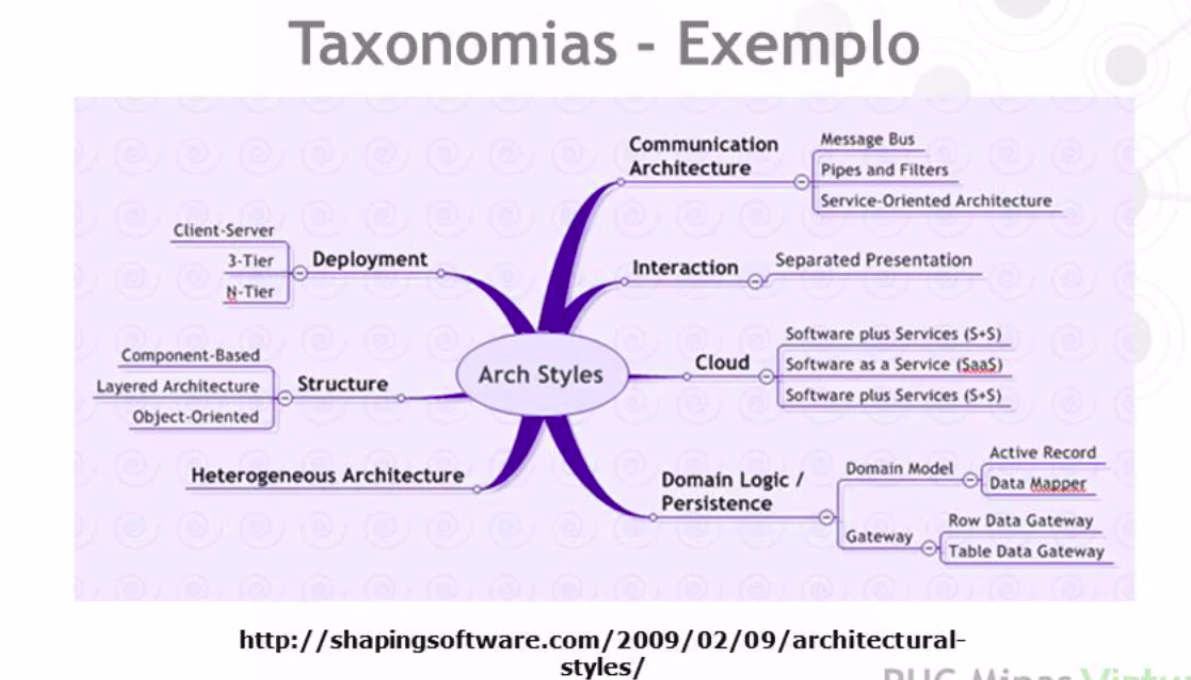 Taxonomias - Exemplo
Communication
Architecture
Message Bus
Pipes and Filters
Service-Oriented Architecture
Client-Server
3-Tier
N-Tier
Deployment
Interaction
Separated Presentation
Component-Based
Layered Architecture
Object-Oriented
Structure
Arch Styles
Cloud
Software plus Services (S+S)
Software as a Service (SaaS)
Software plus Services (S+S)
Heterogeneous Architecture
Domain Logic /
Persistence
Domain Model
Active Record
Data Mapper
Gateway
Row Data Gateway
Table Data Gateway
http://shapingsoftware.com/2009/02/09/architectural-
styles/
PUC Minas